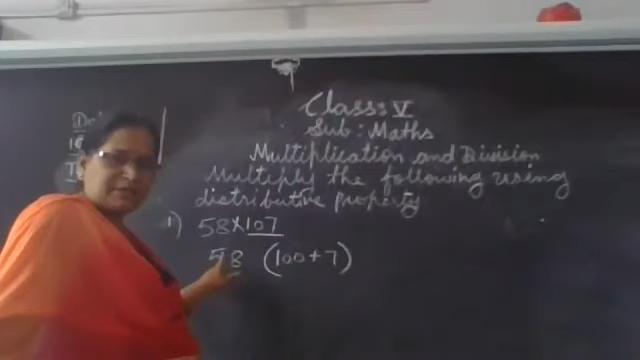 Class: V
Sub: Maths
Multiplication and Division
Multiply the following using
distributive property
1) 58×107
58 (100+7)